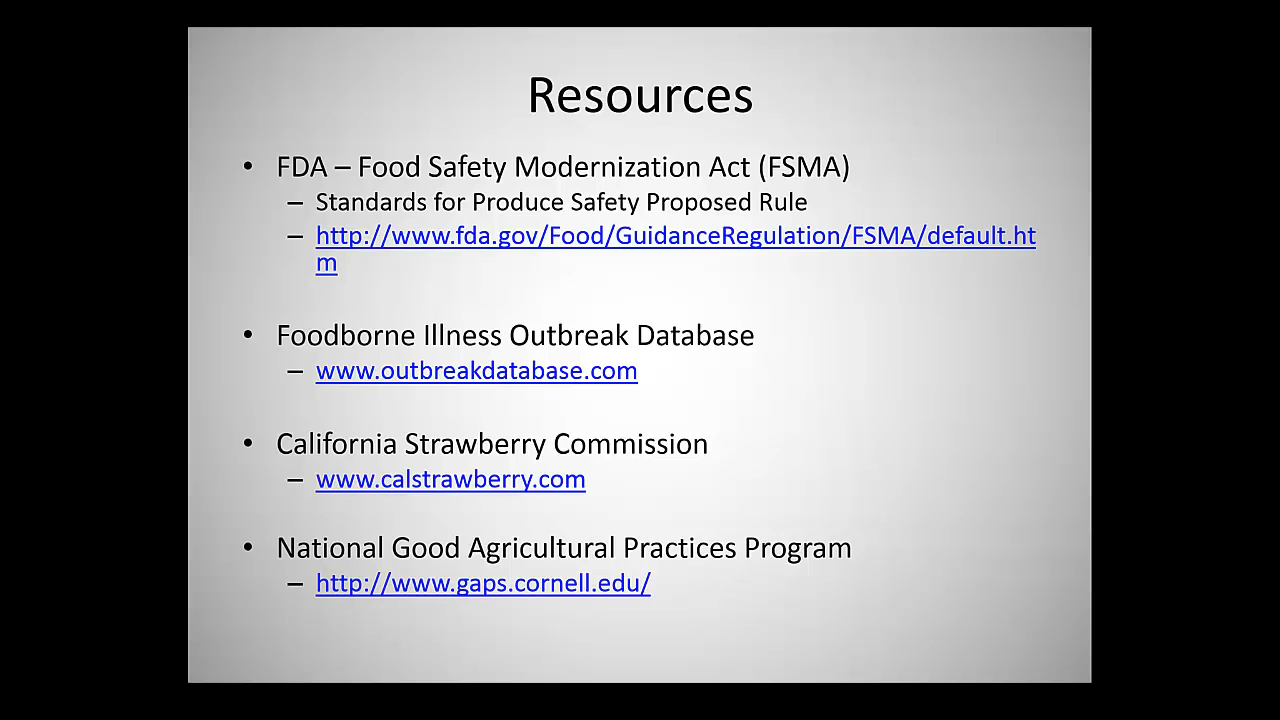 Resources
• FDA – Food Safety Modernization Act (FSMA)
– Standards for Produce Safety Proposed Rule
– http://www.fda.gov/Food/GuidanceRegulation/FSMA/default.ht
m
• Foodborne Illness Outbreak Database
– www.outbreakdatabase.com
• California Strawberry Commission
– www.calstrawberry.com
• National Good Agricultural Practices Program
– http://www.gaps.cornell.edu/